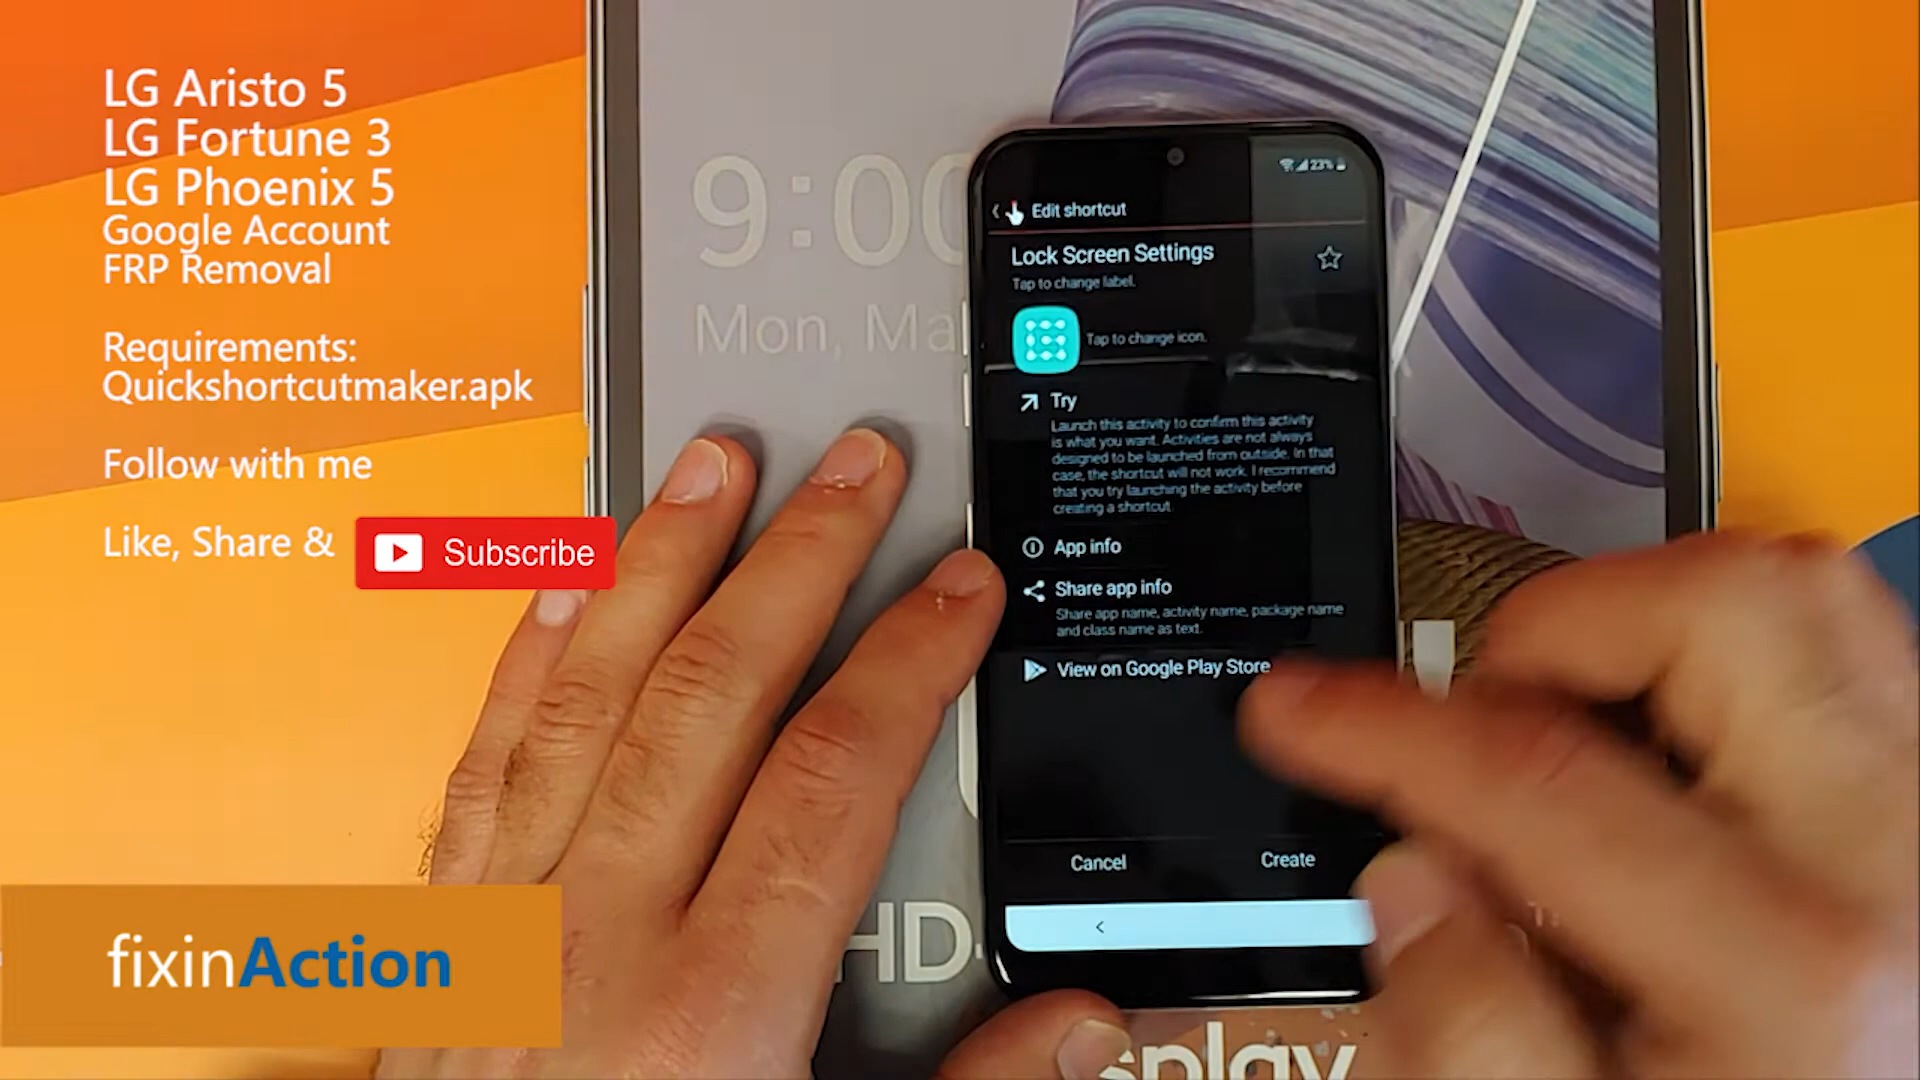 LG Aristo 5
LG Fortune 3
LG Phoenix 5
Google Account
FRP Removal
Requirements:
Quickshortcutmaker.apk
Follow with me
Like, Share &
Subscribe
fixinAction
9:00
Mon, Ma
23%
Edit shortcut
Lock Screen Settings
Tap to change label.
Tap to change icon.
Try
Launch this activity to confirm this activity
is what you want. Activities are not always
designed to be launched from outside. In that
case, the shortcut will not work. I recommend
that you try launching the activity before
creating a shortcut
App info
Share app info
Share app name, activity name, package name
and class name as text.
View on Google Play Store
Cancel
Create
HD
splay